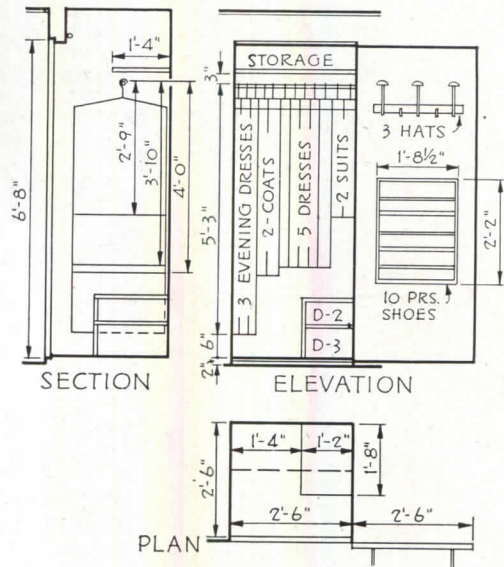 1'-4"
6'-8"
2'-9"
3'-10"
4'-0"
SECTION
STORAGE
3"
5'-3"
6"
2"
3 EVENING DRESSES
2-COATS
5 DRESSES
2 SUITS
D-2
D-3
3 HATS
1'-8½"
2'-2"
10 PRS.
SHOES
ELEVATION
1'-4"
1'-2"
1'-8"
2'-6"
2'-6"
2'-6"
PLAN